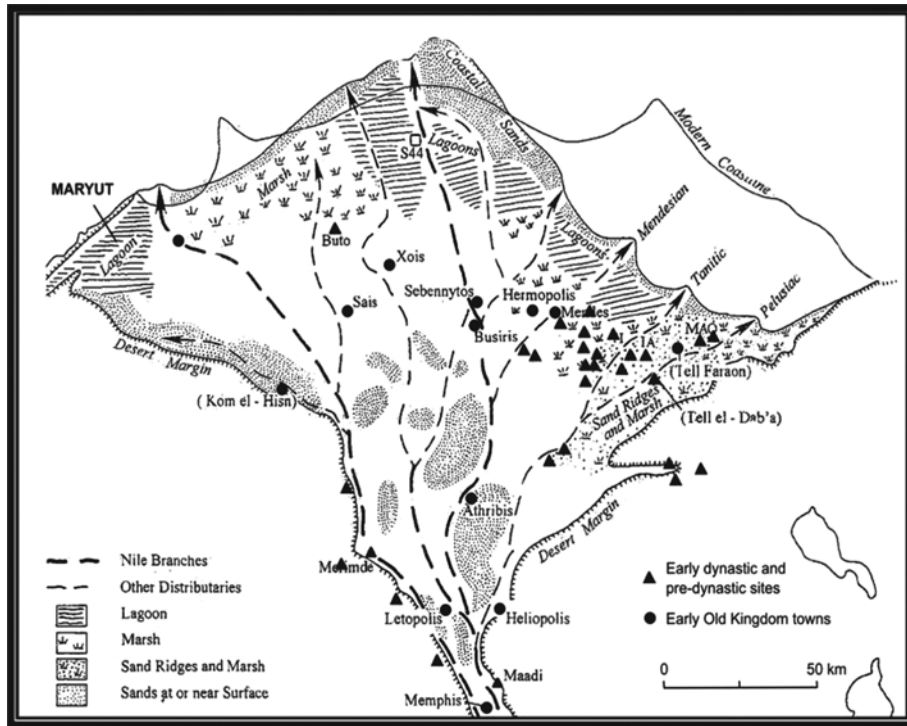 Coastal
Sands
Lagoons
S44
Modern
Coastline
Marsh
MARYUT
Lagoon
Buto
Xois
Mendesian
Lagoons
Tanitic
Sebennytos
Hermopolis
Pelusiac
Sais
Mendes
Busiris
MAO
IA
(Tell Faraon)
Desert
Margin
(Kom el - Hisn)
Sand Ridges
and Marsh
(Tell el - Dab'a)
Athribis
Desert Margin
Merimde
Letopolis
Heliopolis
Maadi
Memphis
Nile Branches
Other Distributaries
Lagoon
Marsh
Sand Ridges and Marsh
Sands at or near Surface
Early dynastic and
pre-dynastic sites
Early Old Kingdom towns
0 50 km